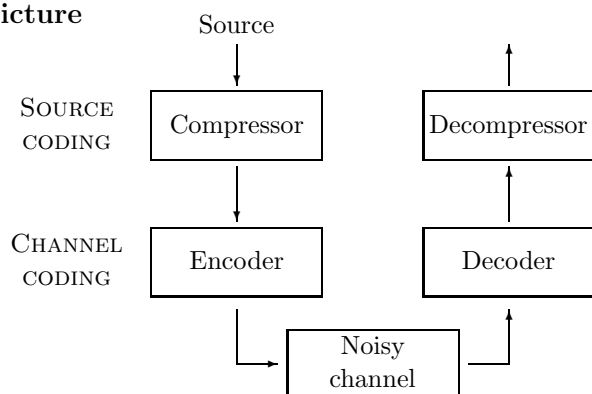 icture
Source
SOURCE
CODING
Compressor
Decompressor
CHANNEL
CODING
Encoder
Decoder
Noisy
channel